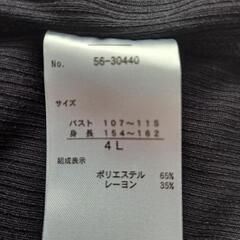 No. 56-30440
サイズ
バスト 107～115
身長 154～162
4L
組成表示
ポリエステル 65%
レーヨン 35%